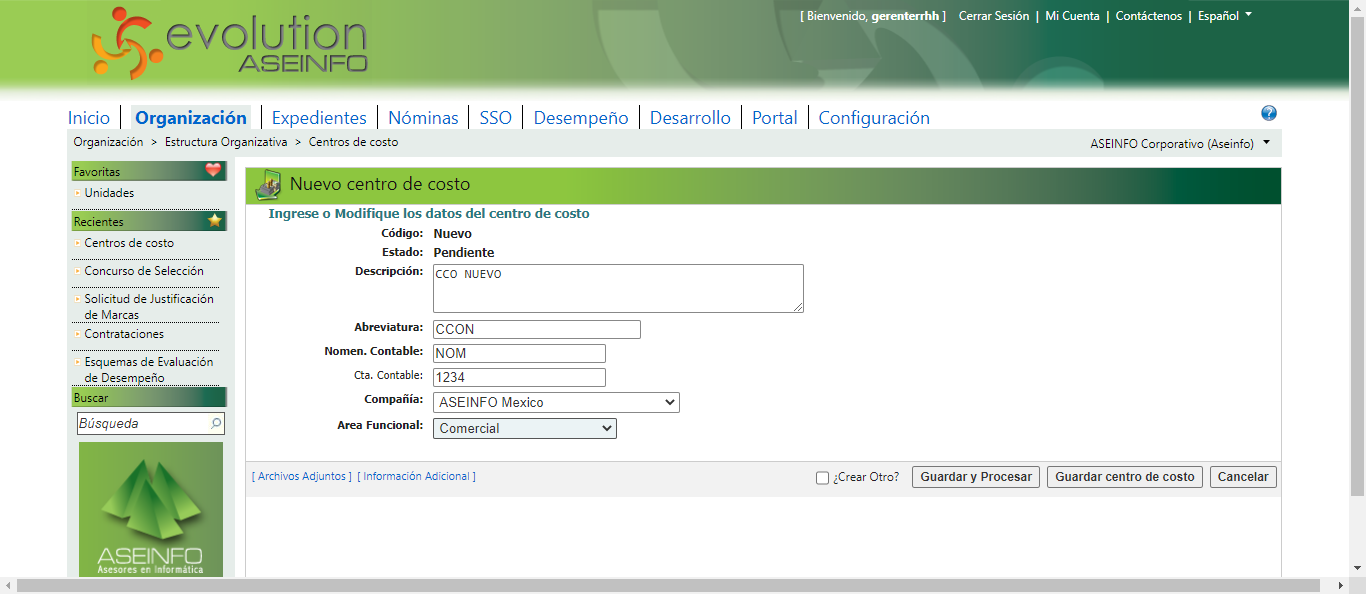 evolution
ASEINFO
[ Bienvenido, gerenterrhh ] Cerrar Sesión | Mi Cuenta | Contáctenos | Español
Inicio | Organización | Expedientes | Nóminas | SSO | Desempeño | Desarrollo | Portal | Configuración
Organización > Estructura Organizativa > Centros de costo
ASEINFO Corporativo (Aseinfo)
Favoritas
Unidades
Recientes
Centros de costo
Concurso de Selección
Solicitud de Justificación
de Marcas
Contrataciones
Esquemas de Evaluación
de Desempeño
Buscar
Búsqueda
ASEINFO
Asesores en Informática
Nuevo centro de costo
Ingrese o Modifique los datos del centro de costo
Código: Nuevo
Estado: Pendiente
Descripción: CCO NUEVO
Abreviatura: CCON
Nomen. Contable: NOM
Cta. Contable: 1234
Compañía: ASEINFO Mexico
Area Funcional: Comercial
[ Archivos Adjuntos ] [ Información Adicional ]
¿Crear Otro? Guardar y Procesar Guardar centro de costo Cancelar